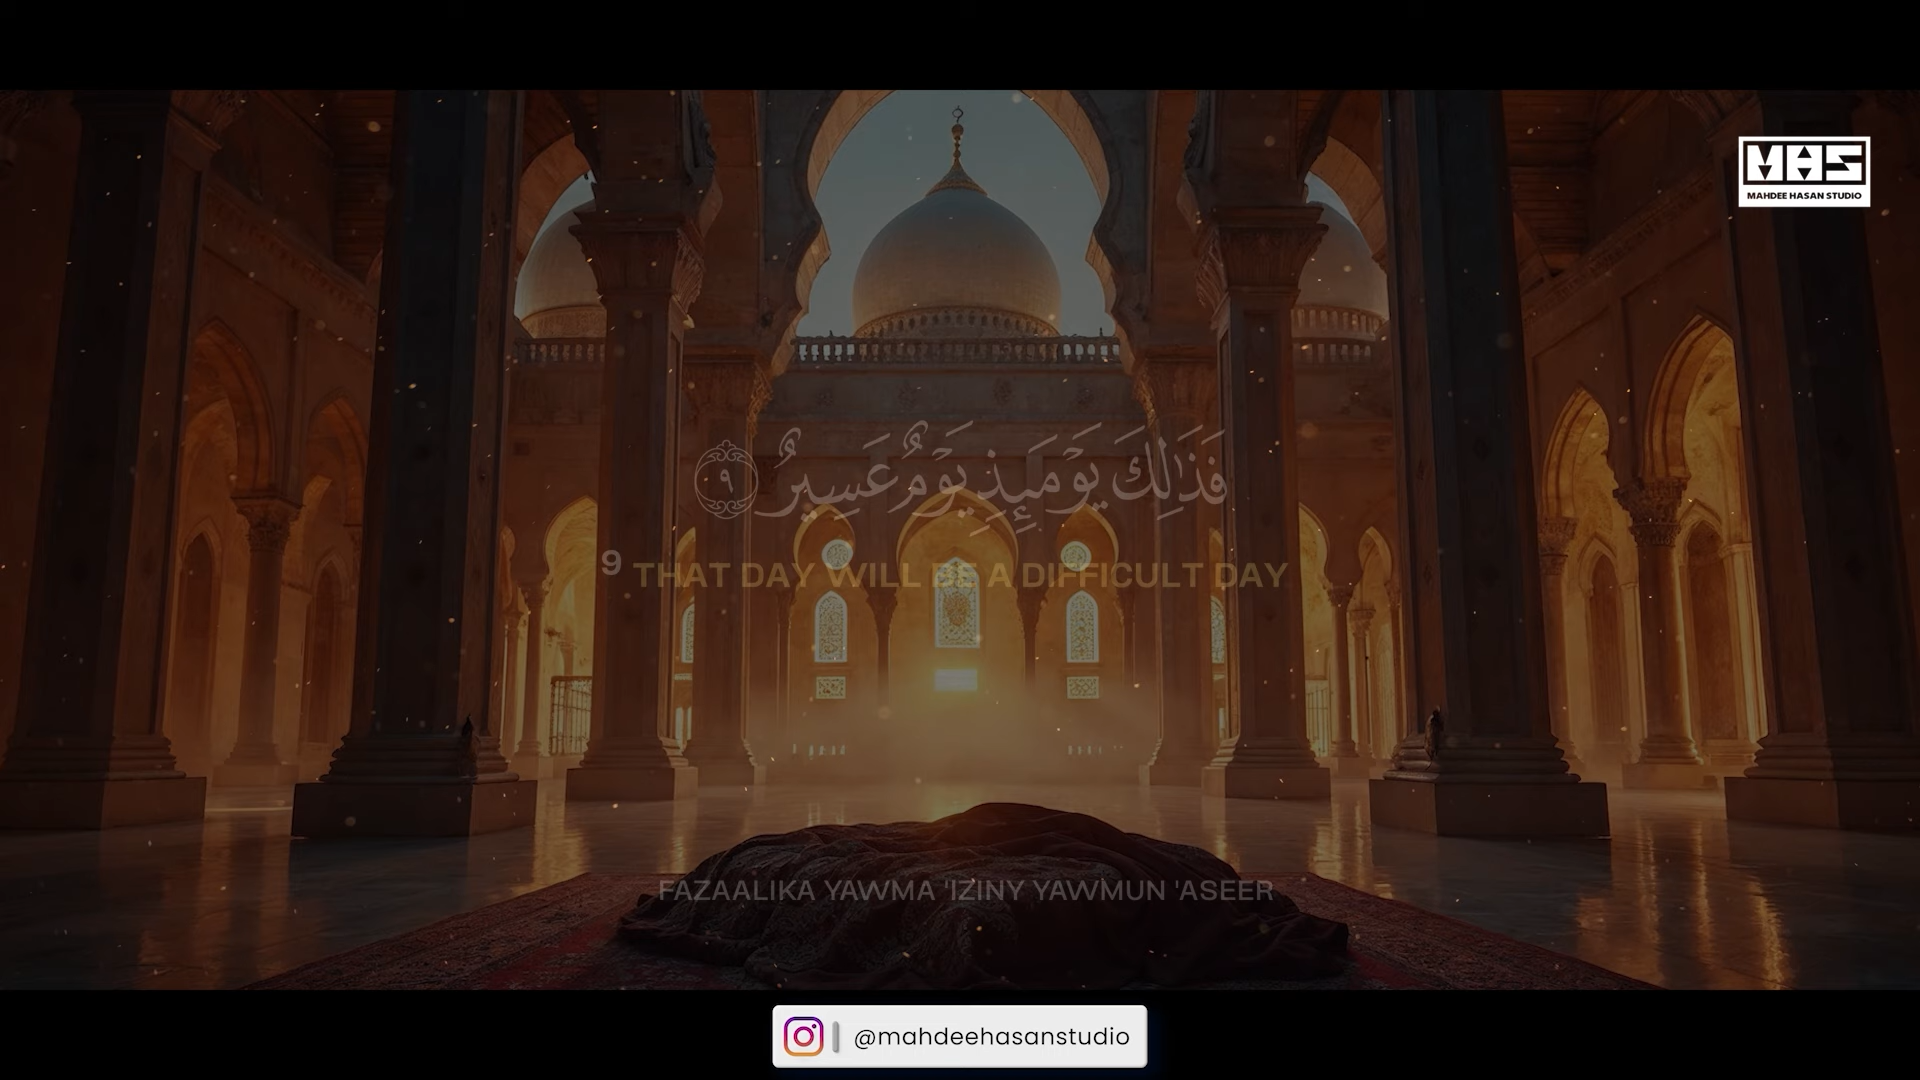 MHS
MAHDEE HASAN STUDIO
فَذَٰلِكَ يَوْمَئِذٍ يَوْمٌ عَسِيرٌ ٩
9 THAT DAY WILL BE A DIFFICULT DAY
FAZAALIKA YAWMA 'IZINY YAWMUN 'ASEER
@mahdeehasanstudio